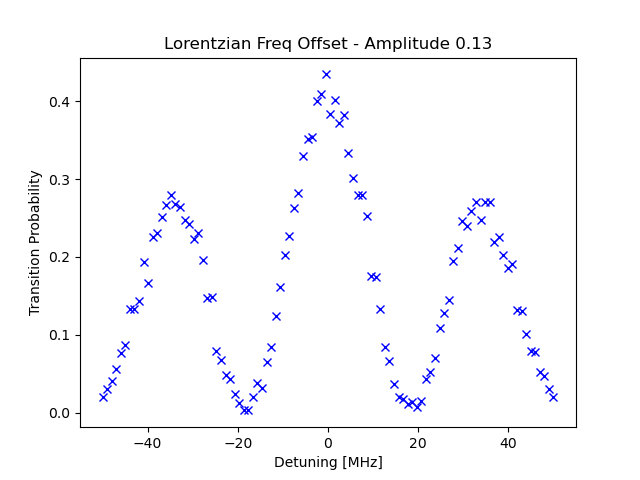 Lorentzian Freq Offset - Amplitude 0.13
Transition Probability
0.4
0.3
0.2
0.1
0.0
−40 −20 0 20 40
Detuning [MHz]